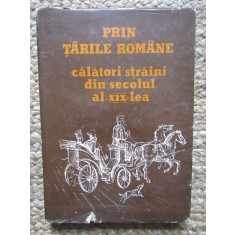 PRIN
ȚĂRILE ROMÂNE
călători străini
din secolul
al XIX-lea